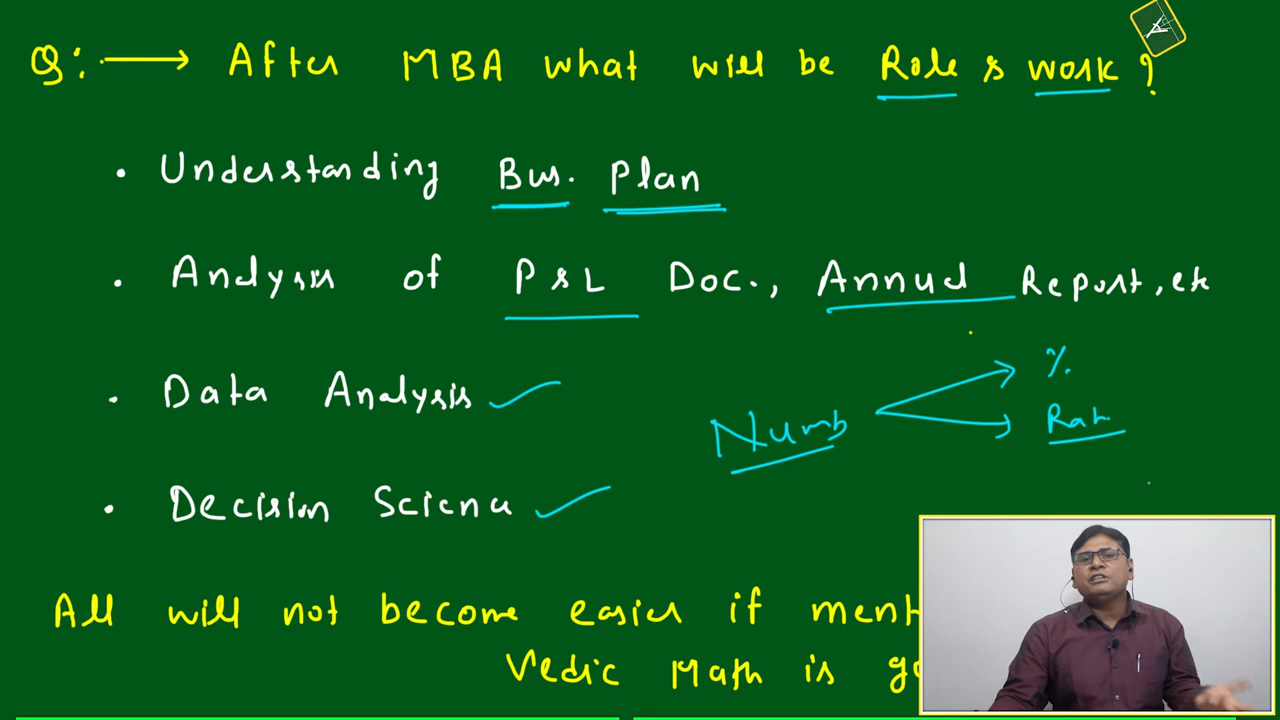 Q: → After MBA what will be Role & work ?
• Understanding Bus. Plan
• Analysis of P & L Doc., Annual Report, etc
• Data Analysis ✓
Numb → %
→ Rat.
• Decision Science ✓
All will not become easier if ment
Vedic Math is go